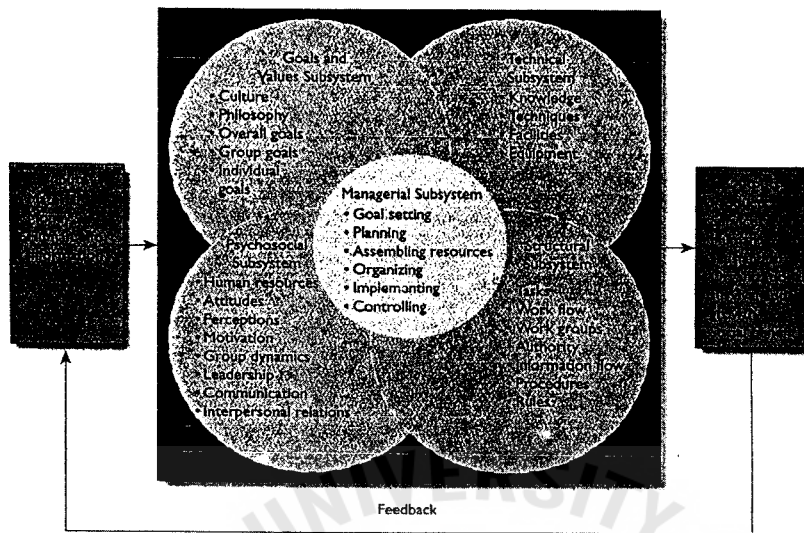 Goals and
Values Subsystem
• Culture
• Philosophy
• Overall goals
• Group goals
• Individual
goals
Technical
Subsystem
• Knowledge
• Techniques
• Facilities
• Equipment
Managerial Subsystem
• Goal setting
• Planning
• Assembling resources
• Organizing
• Implementing
• Controlling
Psychosocial
Subsystem
• Human resources
• Attitudes
• Perceptions
• Motivation
• Group dynamics
• Leadership
• Communication
• Interpersonal relations
Structural
Subsystem
• Tasks
• Work flow
• Work groups
• Authority
• Information flow
• Procedures
• Rules
Feedback
UNIVERSITY